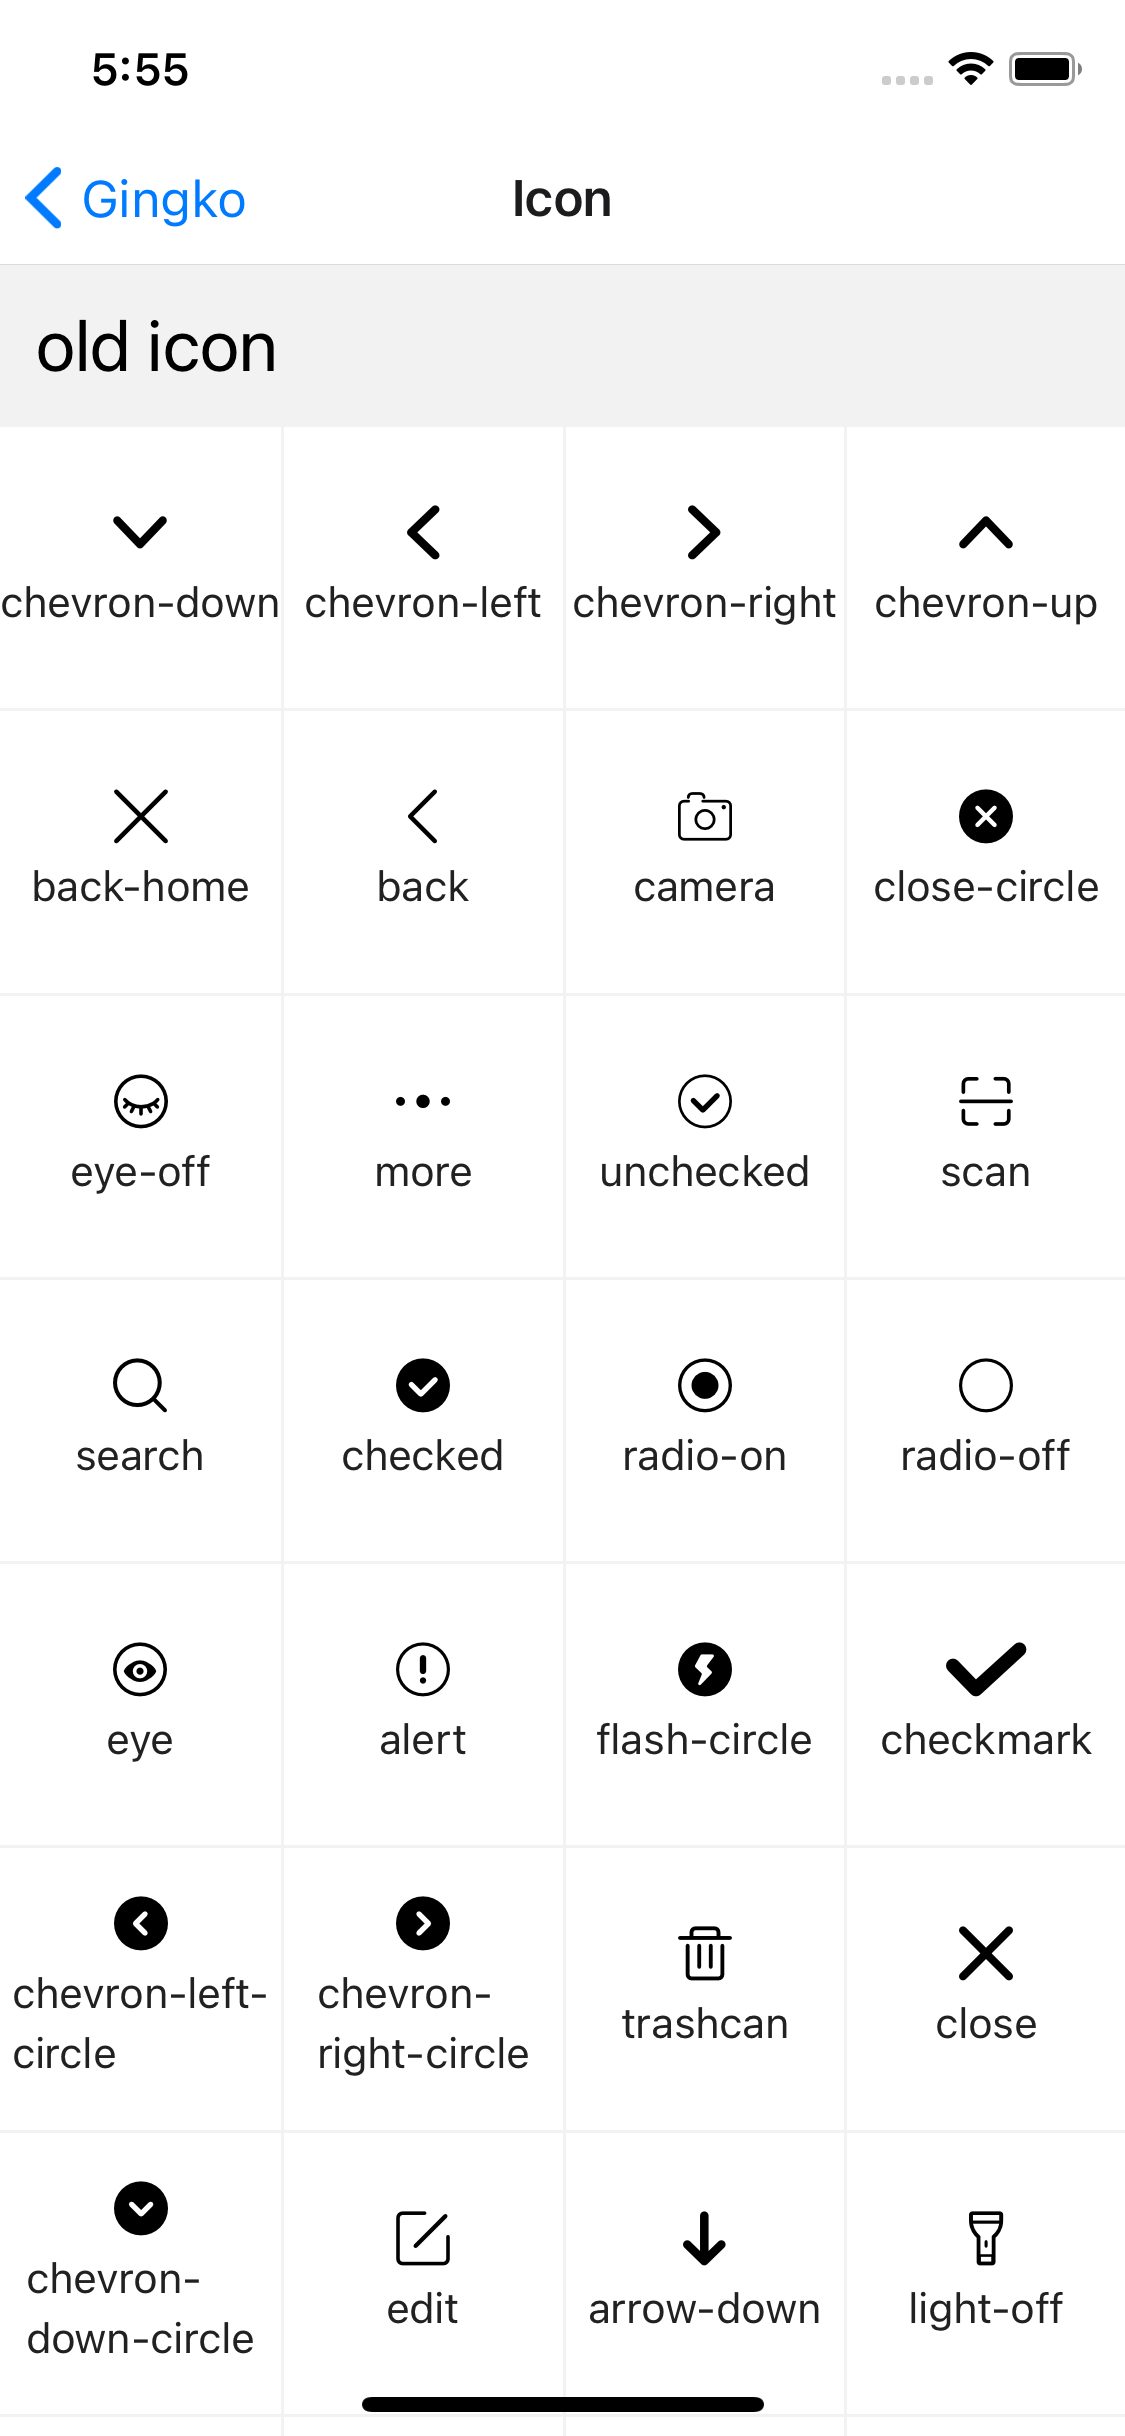 5:55
Gingko
Icon
old icon
chevron-down
chevron-left
chevron-right
chevron-up
back-home
back
camera
close-circle
eye-off
more
unchecked
scan
search
checked
radio-on
radio-off
eye
alert
flash-circle
checkmark
chevron-left-
circle
chevron-
right-circle
trashcan
close
chevron-
down-circle
edit
arrow-down
light-off